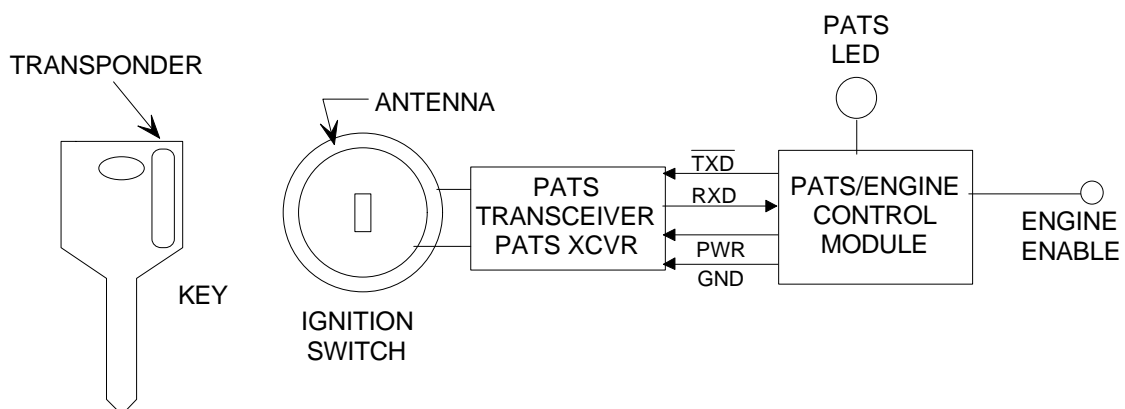 TRANSPONDER
KEY
ANTENNA
IGNITION
SWITCH
PATS
TRANSCEIVER
PATS XCVR
TXD
RXD
PWR
GND
PATS
LED
PATS/ENGINE
CONTROL
MODULE
ENGINE
ENABLE